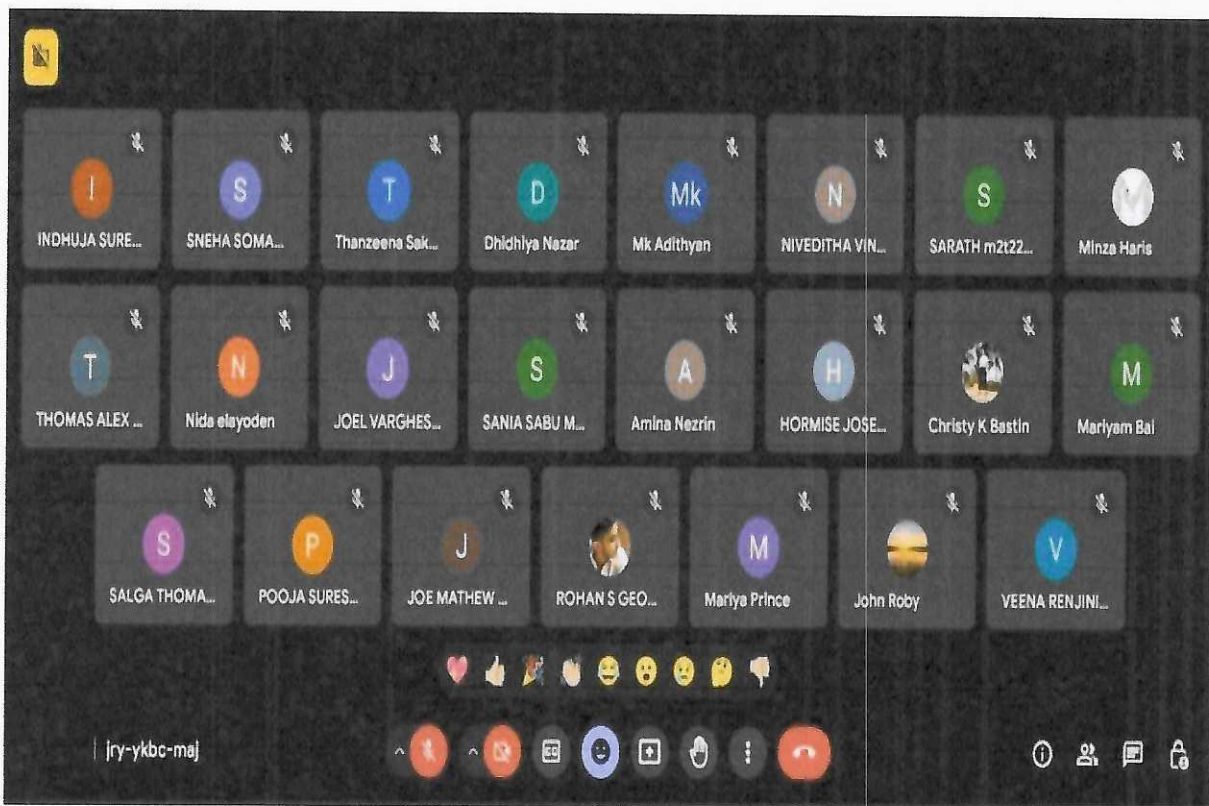 I S T D Mk N S
INDHUJA SURE... SNEHA SOMA... Thanzeena Sak... Dhidhiya Nazar Mk Adithyan NIVEDITHA VIN... SARATH m2t22... Minza Haris
T N J S A H M
THOMAS ALEX ... Nida elayoden JOEL VARGHES... SANIA SABU M... Amina Nezrin HORMISE JOSE... Christy K Bastin Mariyam Bai
S P J M V
SALGA THOMA... POOJA SURES... JOE MATHEW ... ROHAN S GEO... Mariya Prince John Roby VEENA RENJINI...
jry-ykbc-maj CC